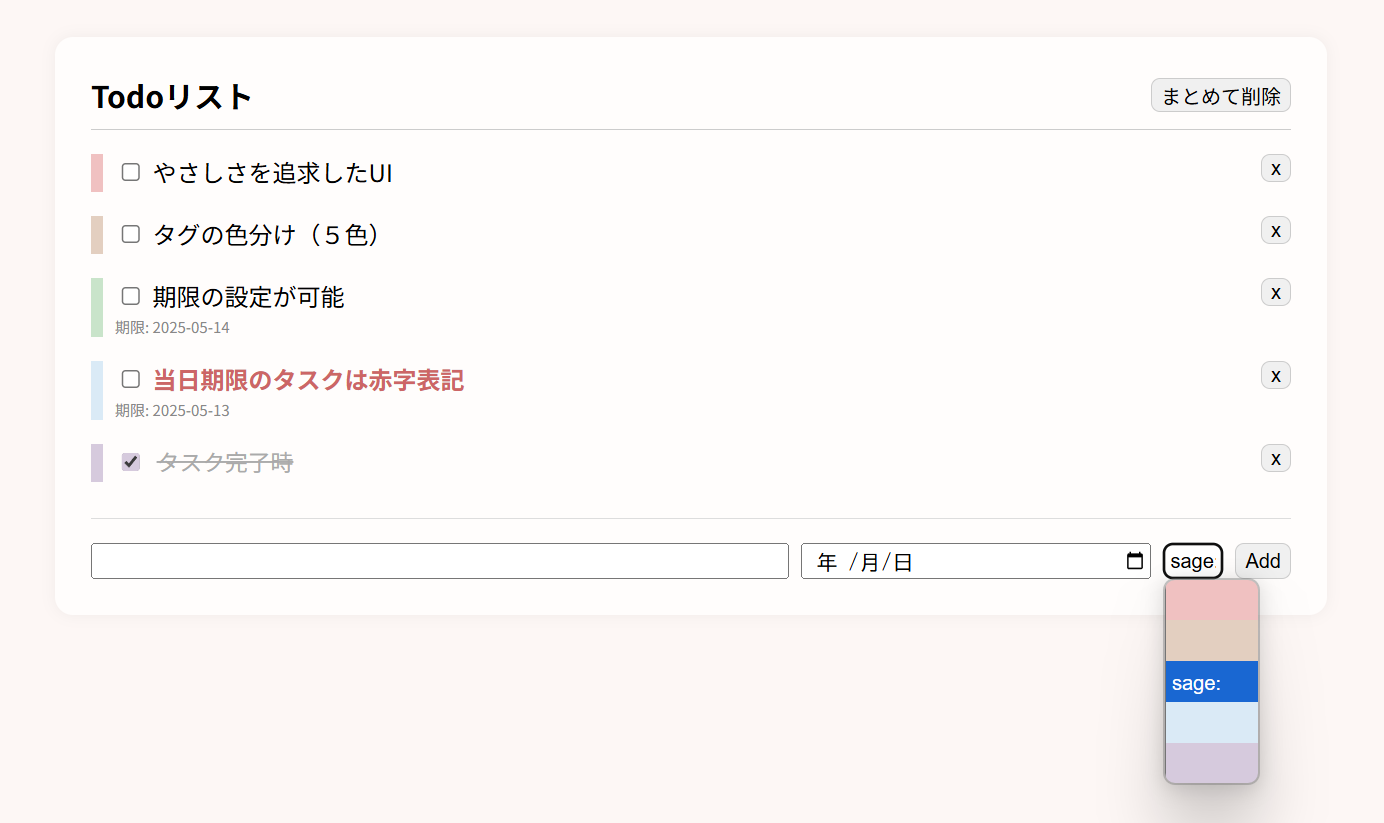 Todoリスト
まとめて削除
やさしさを追求したUI
x
タグの色分け（５色）
x
期限の設定が可能
x
期限: 2025-05-14
当日期限のタスクは赤字表記
x
期限: 2025-05-13
タスク完了時
x
年 /月/日
sage:
Add
sage: